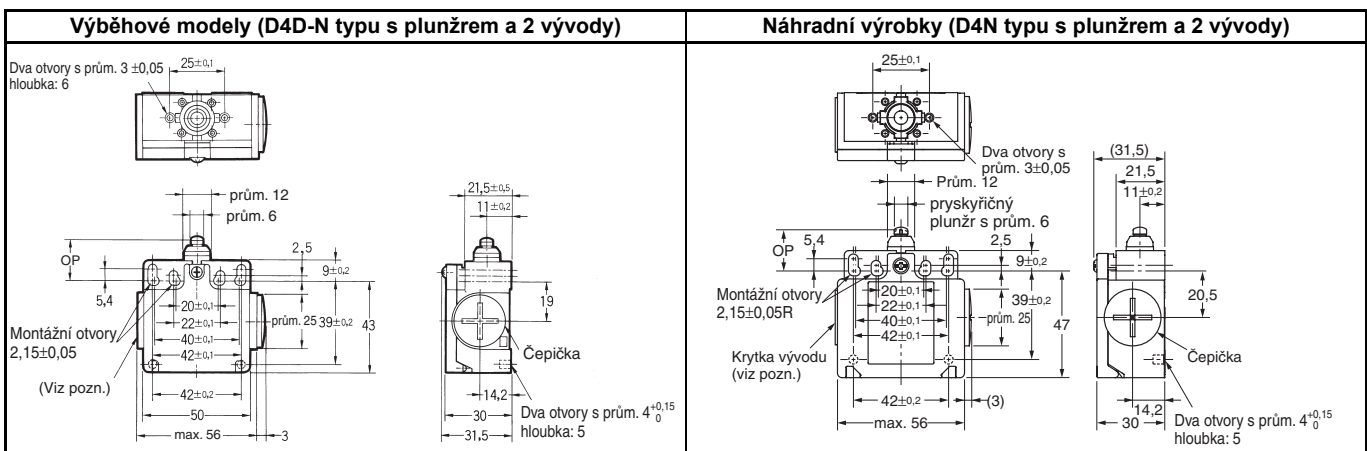 Výběhové modely (D4D-N typu s plunžrem a 2 vývody)
Náhradní výrobky (D4N typu s plunžrem a 2 vývody)
Dva otvory s prům. 3 ±0,05
hloubka: 6
25±0,1
prům. 12
prům. 6
OP
5,4
2,5
9±0,2
20±0,1
22±0,1
40±0,1
42±0,1
prům. 25
39±0,2
43
Montážní otvory
2,15±0,05
(Viz pozn.)
42±0,2
50
max. 56
3
21,5±0,5
11±0,2
19
Čepička
14,2
30
31,5
Dva otvory s prům. 4 +0,15 0
hloubka: 5
25±0,1
Dva otvory s
prům. 3±0,05
Prům. 12
pryskyřičný
plunžr s prům. 6
OP
5,4
2,5
9±0,2
20±0,1
22±0,1
40±0,1
42±0,1
prům. 25
39±0,2
47
Montážní otvory
2,15±0,05R
Krytka vývodu
(viz pozn.)
42±0,2
(3)
max. 56
(31,5)
21,5
11±0,2
20,5
Čepička
14,2
30
Dva otvory s prům. 4 +0,15 0
hloubka: 5